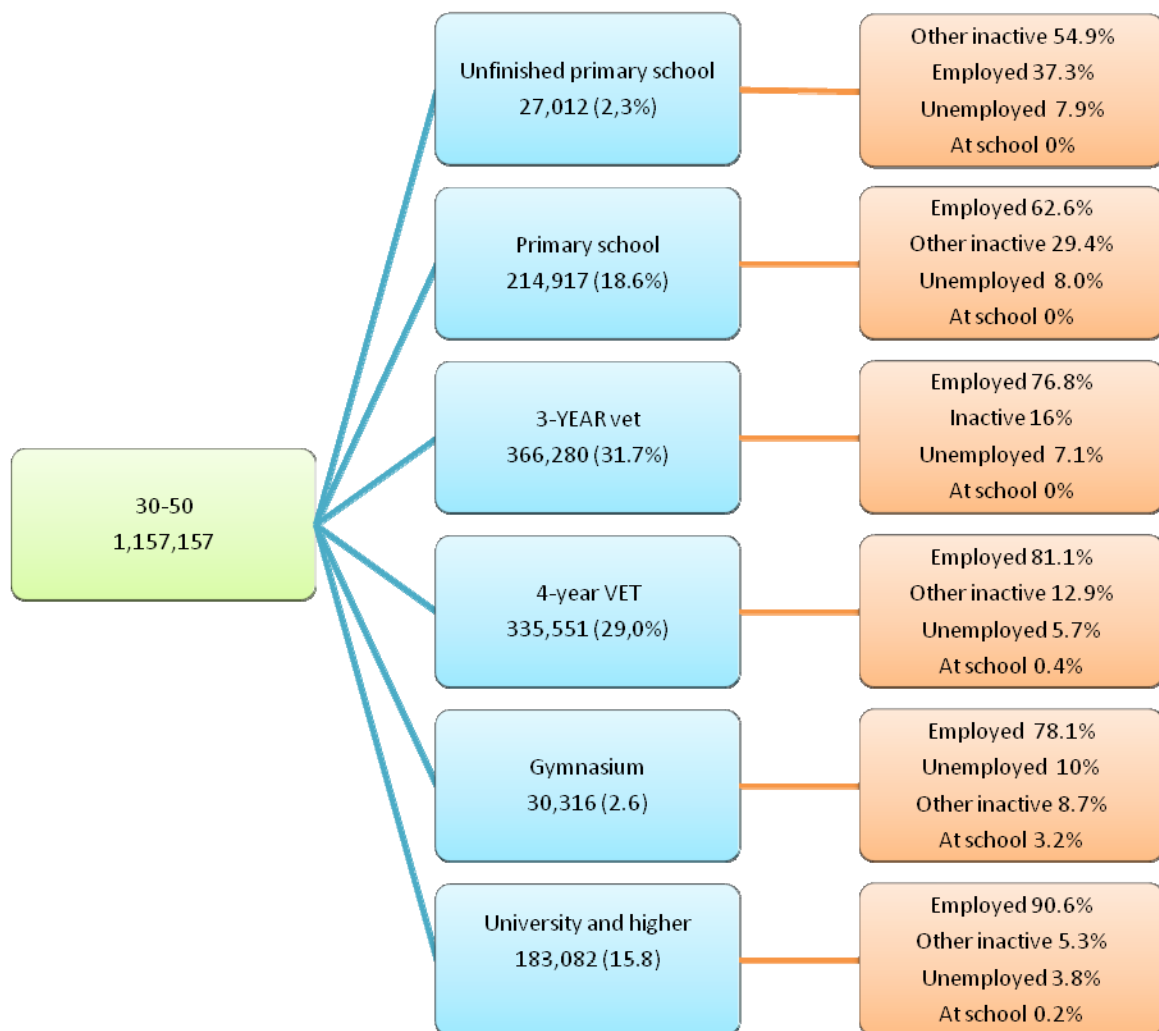 Unfinished primary school
27,012 (2,3%)
Other inactive 54.9%
Employed 37.3%
Unemployed 7.9%
At school 0%
Primary school
214,917 (18.6%)
Employed 62.6%
Other inactive 29.4%
Unemployed 8.0%
At school 0%
3-YEAR vet
366,280 (31.7%)
Employed 76.8%
Inactive 16%
Unemployed 7.1%
At school 0%
30-50
1,157,157
4-year VET
335,551 (29,0%)
Employed 81.1%
Other inactive 12.9%
Unemployed 5.7%
At school 0.4%
Gymnasium
30,316 (2.6)
Employed 78.1%
Unemployed 10%
Other inactive 8.7%
At school 3.2%
University and higher
183,082 (15.8)
Employed 90.6%
Other inactive 5.3%
Unemployed 3.8%
At school 0.2%